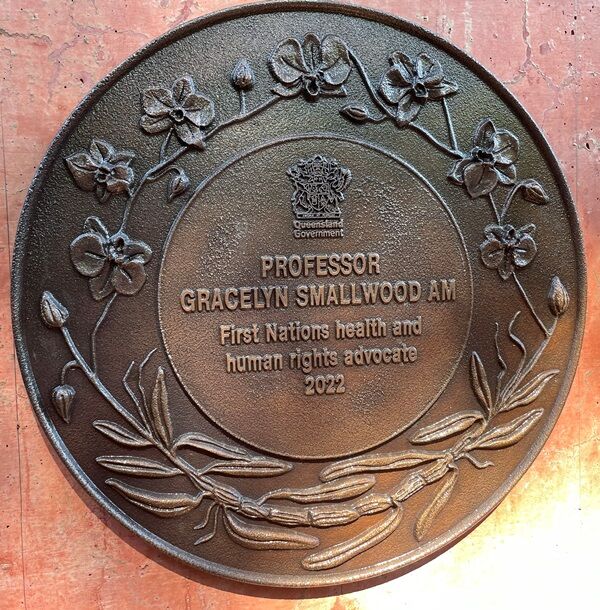 Queensland
Government
PROFESSOR
GRACELYN SMALLWOOD AM
First Nations health and
human rights advocate
2022